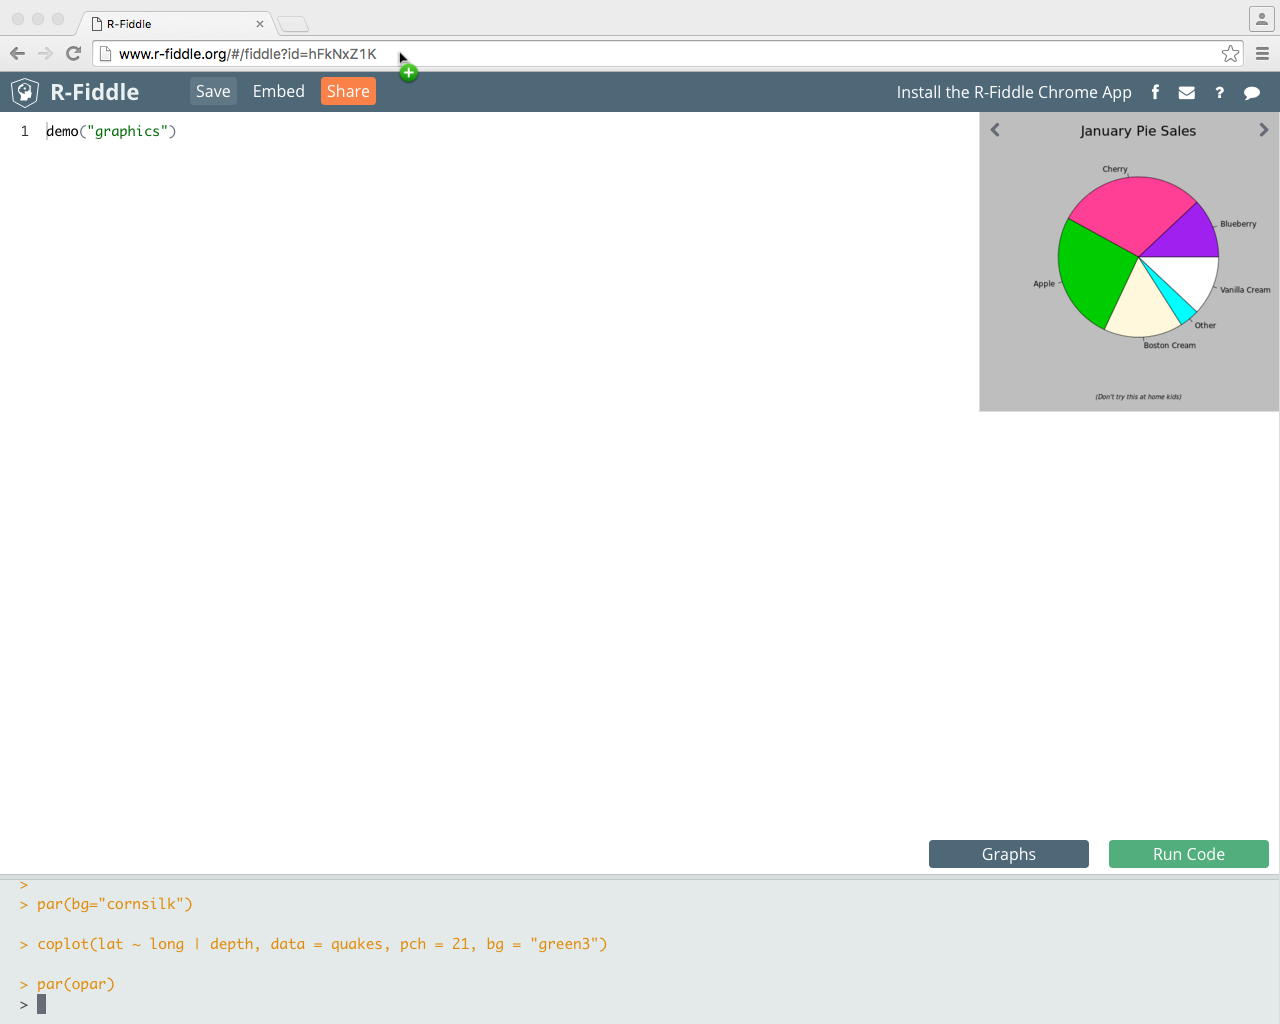 R-Fiddle
www.r-fiddle.org/#/fiddle?id=hFkNxZ1K
R-Fiddle Save Embed Share Install the R-Fiddle Chrome App f ?
1 demo("graphics")
January Pie Sales
Cherry
Blueberry
Apple
Vanilla Cream
Other
Boston Cream
(Don't try this at home kids)
Graphs Run Code
>
> par(bg="cornsilk")
> coplot(lat ~ long | depth, data = quakes, pch = 21, bg = "green3")
> par(opar)
>